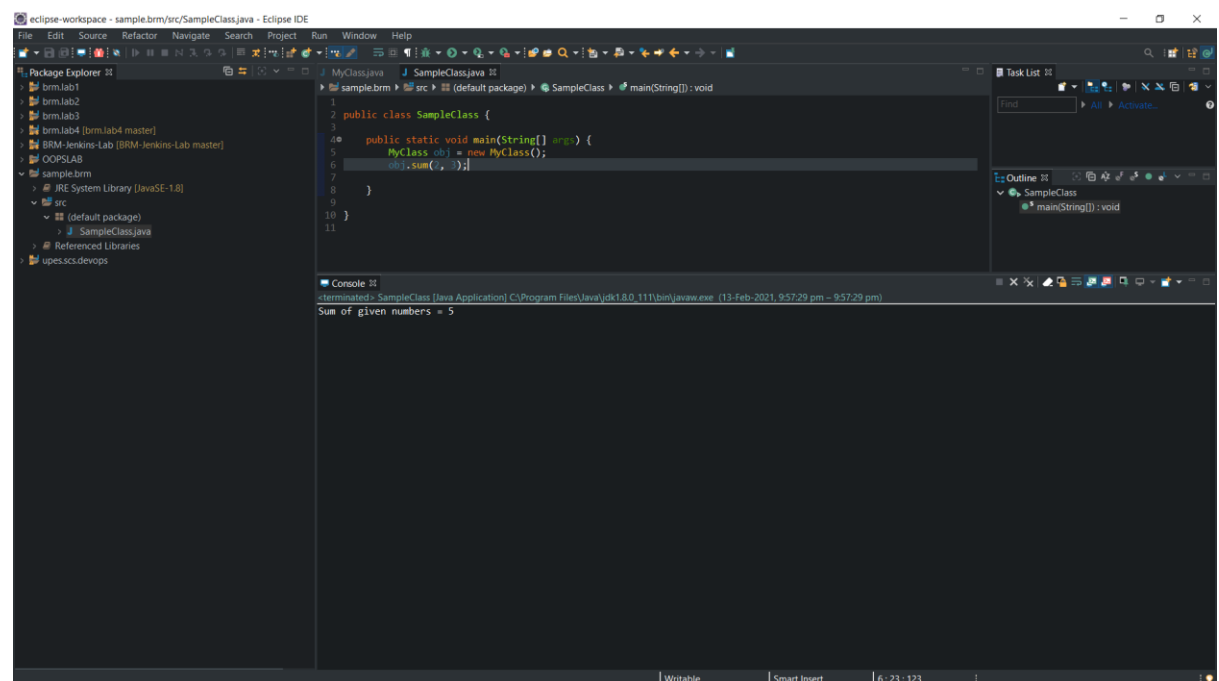 eclipse-workspace - sample.brm/src/SampleClass.java - Eclipse IDE
File Edit Source Refactor Navigate Search Project Run Window Help
Package Explorer
brm.lab1
brm.lab2
brm.lab3
brm.lab4 [brm.lab4 master]
BRM-Jenkins-Lab [BRM-Jenkins-Lab master]
OOPSLAB
sample.brm
JRE System Library [JavaSE-1.8]
src
(default package)
SampleClass.java
Referenced Libraries
upes.scs.devops
MyClass.java SampleClass.java
sample.brm src (default package) SampleClass main(String[]) : void
1
2 public class SampleClass {
3
4 public static void main(String[] args) {
5 MyClass obj = new MyClass();
6 obj.sum(2, 3);
7
8 }
9
10 }
11
Console
<terminated> SampleClass [Java Application] C:\Program Files\Java\jdk1.8.0_111\bin\javaw.exe (13-Feb-2021, 9:57:29 pm – 9:57:29 pm)
Sum of given numbers = 5
Task List
Find All Activate...
Outline
SampleClass
main(String[]) : void
Writable Smart Insert 6 : 23 : 123